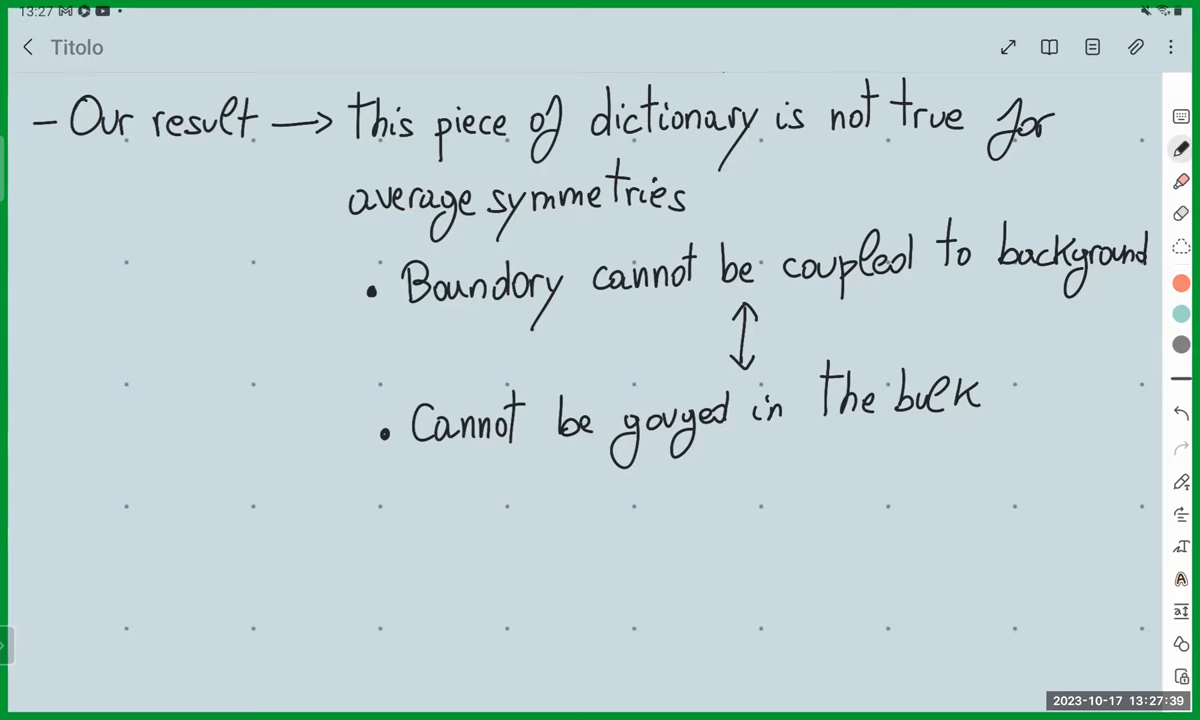 13:27
Titolo
- Our result → this piece of dictionary is not true for
average symmetries
• Boundary cannot be coupled to background
↕
• Cannot be gauged in the bulk
2023-10-17 13:27:39